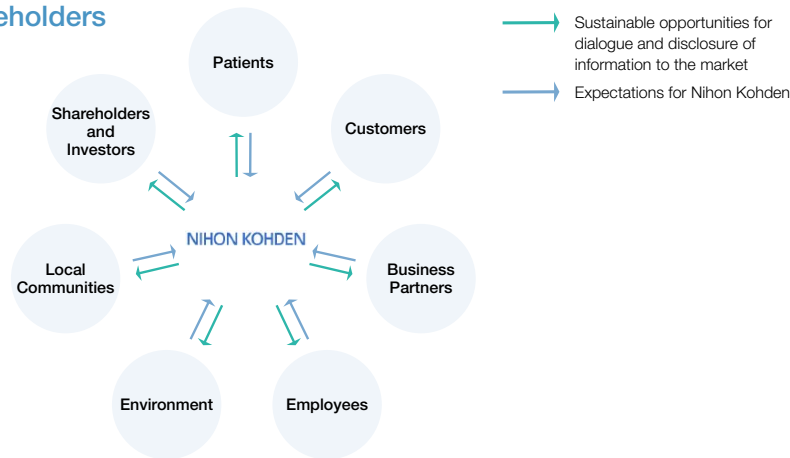 eholders
Patients
Shareholders
and
Investors
Customers
NIHON KOHDEN
Local
Communities
Business
Partners
Environment
Employees
Sustainable opportunities for
dialogue and disclosure of
information to the market
Expectations for Nihon Kohden